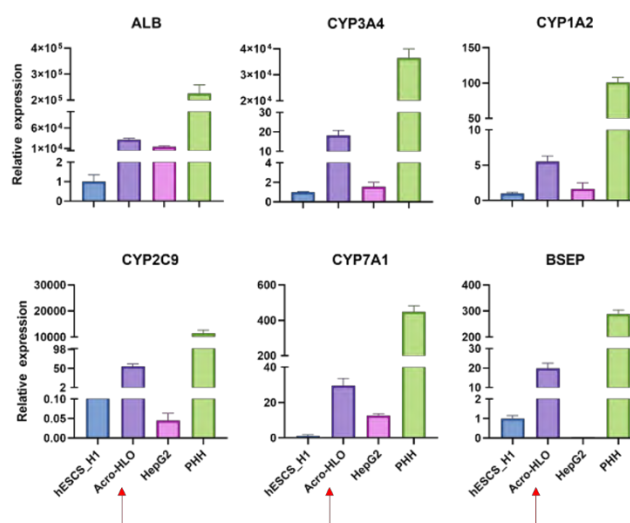 ALB
CYP3A4
CYP1A2
Relative expression
4×10⁵
3×10⁵
2×10⁵
6×10⁴
1×10⁴
2
1
0
4×10⁴
2×10⁴
30
20
10
4
2
0
150
100
50
10
5
0
CYP2C9
CYP7A1
BSEP
Relative expression
30000
20000
10000
98
50
2
0.10
0.05
0.00
600
400
200
40
20
0
400
300
200
100
30
20
10
2
1
0
hESCS_H1
Acro-HLO
HepG2
PHH
hESCS_H1
Acro-HLO
HepG2
PHH
hESCS_H1
Acro-HLO
HepG2
PHH